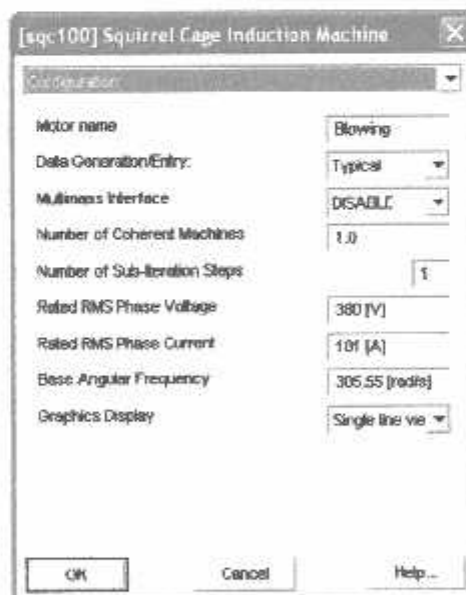 [sqc100] Squirrel Cage Induction Machine
Configuration
Motor name Blowing
Data Generation/Entry: Typical
Multimass Interface DISABLE
Number of Coherent Machines 1.0
Number of Sub-Iteration Steps 1
Rated RMS Phase Voltage 380 [V]
Rated RMS Phase Current 101 [A]
Base Angular Frequency 305.55 [rad/s]
Graphics Display Single line vie
OK Cancel Help...